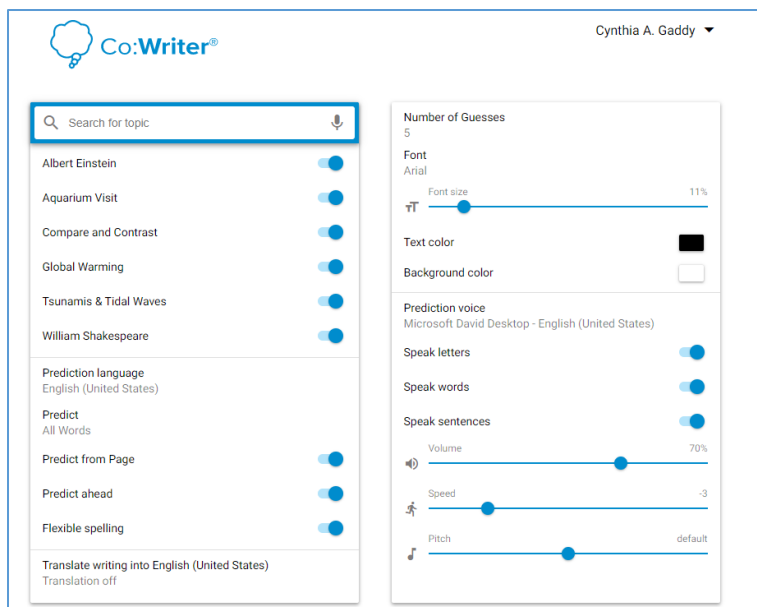 Co:Writer®
Cynthia A. Gaddy
Search for topic
Albert Einstein
Aquarium Visit
Compare and Contrast
Global Warming
Tsunamis & Tidal Waves
William Shakespeare
Prediction language
English (United States)
Predict
All Words
Predict from Page
Predict ahead
Flexible spelling
Translate writing into English (United States)
Translation off
Number of Guesses
5
Font
Arial
Font size 11%
Text color
Background color
Prediction voice
Microsoft David Desktop - English (United States)
Speak letters
Speak words
Speak sentences
Volume 70%
Speed -3
Pitch default